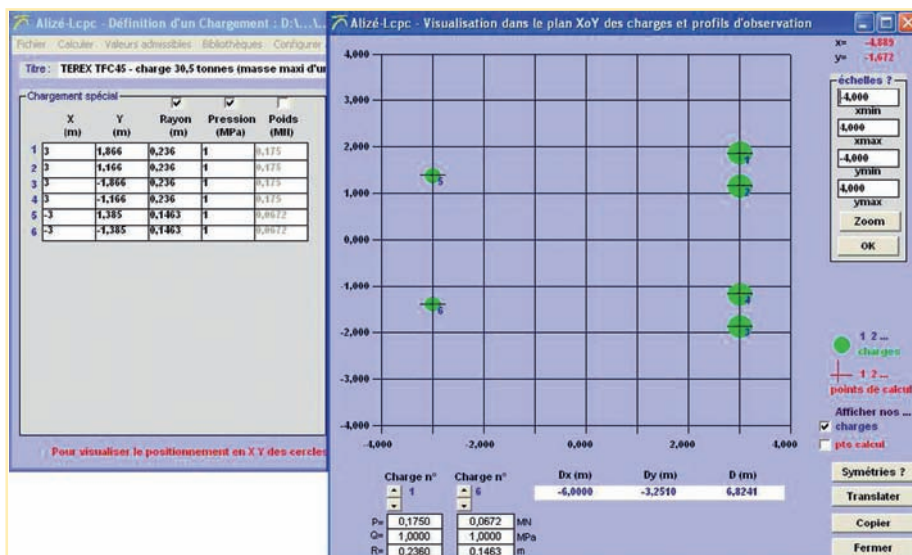 Alizé-Lcpc - Définition d'un Chargement : D:\...\...
Fichier Calculer Valeurs admissibles Bibliothèques Configurer
Titre : TEREX TFC45 - charge 30,5 tonnes (masse maxi d'un
Chargement spécial
X Y Rayon Pression Poids
(m) (m) (m) (MPa) (MN)
1 3 1,866 0,236 1 0,175
2 3 1,166 0,236 1 0,175
3 3 -1,866 0,236 1 0,175
4 3 -1,166 0,236 1 0,175
5 -3 1,385 0,1463 1 0,0672
6 -3 -1,385 0,1463 1 0,0672
Pour visualiser le positionnement en X Y des cercles
Alizé-Lcpc - Visualisation dans le plan XoY des charges et profils d'observation
4,000
3,000
2,000
1,000
0,000
-1,000
-2,000
-3,000
-4,000
-4,000 -2,000 0,000 2,000 4,000
1
2
5
4
3
6
x= -4,889
y= -1,672
échelles ?
-4,000
xmin
4,000
xmax
-4,000
ymin
4,000
ymax
Zoom
OK
1 2 ...
charges
1 2 ...
points de calcul
Afficher nos ...
charges
pts calcul
Symétries ?
Translater
Copier
Fermer
Charge n° Charge n° Dx (m) Dy (m) D (m)
1 6 -6,0000 -3,2510 6,8241
P= 0,1750 0,0672 MN
Q= 1,0000 1,0000 MPa
R= 0,2360 0,1463 m